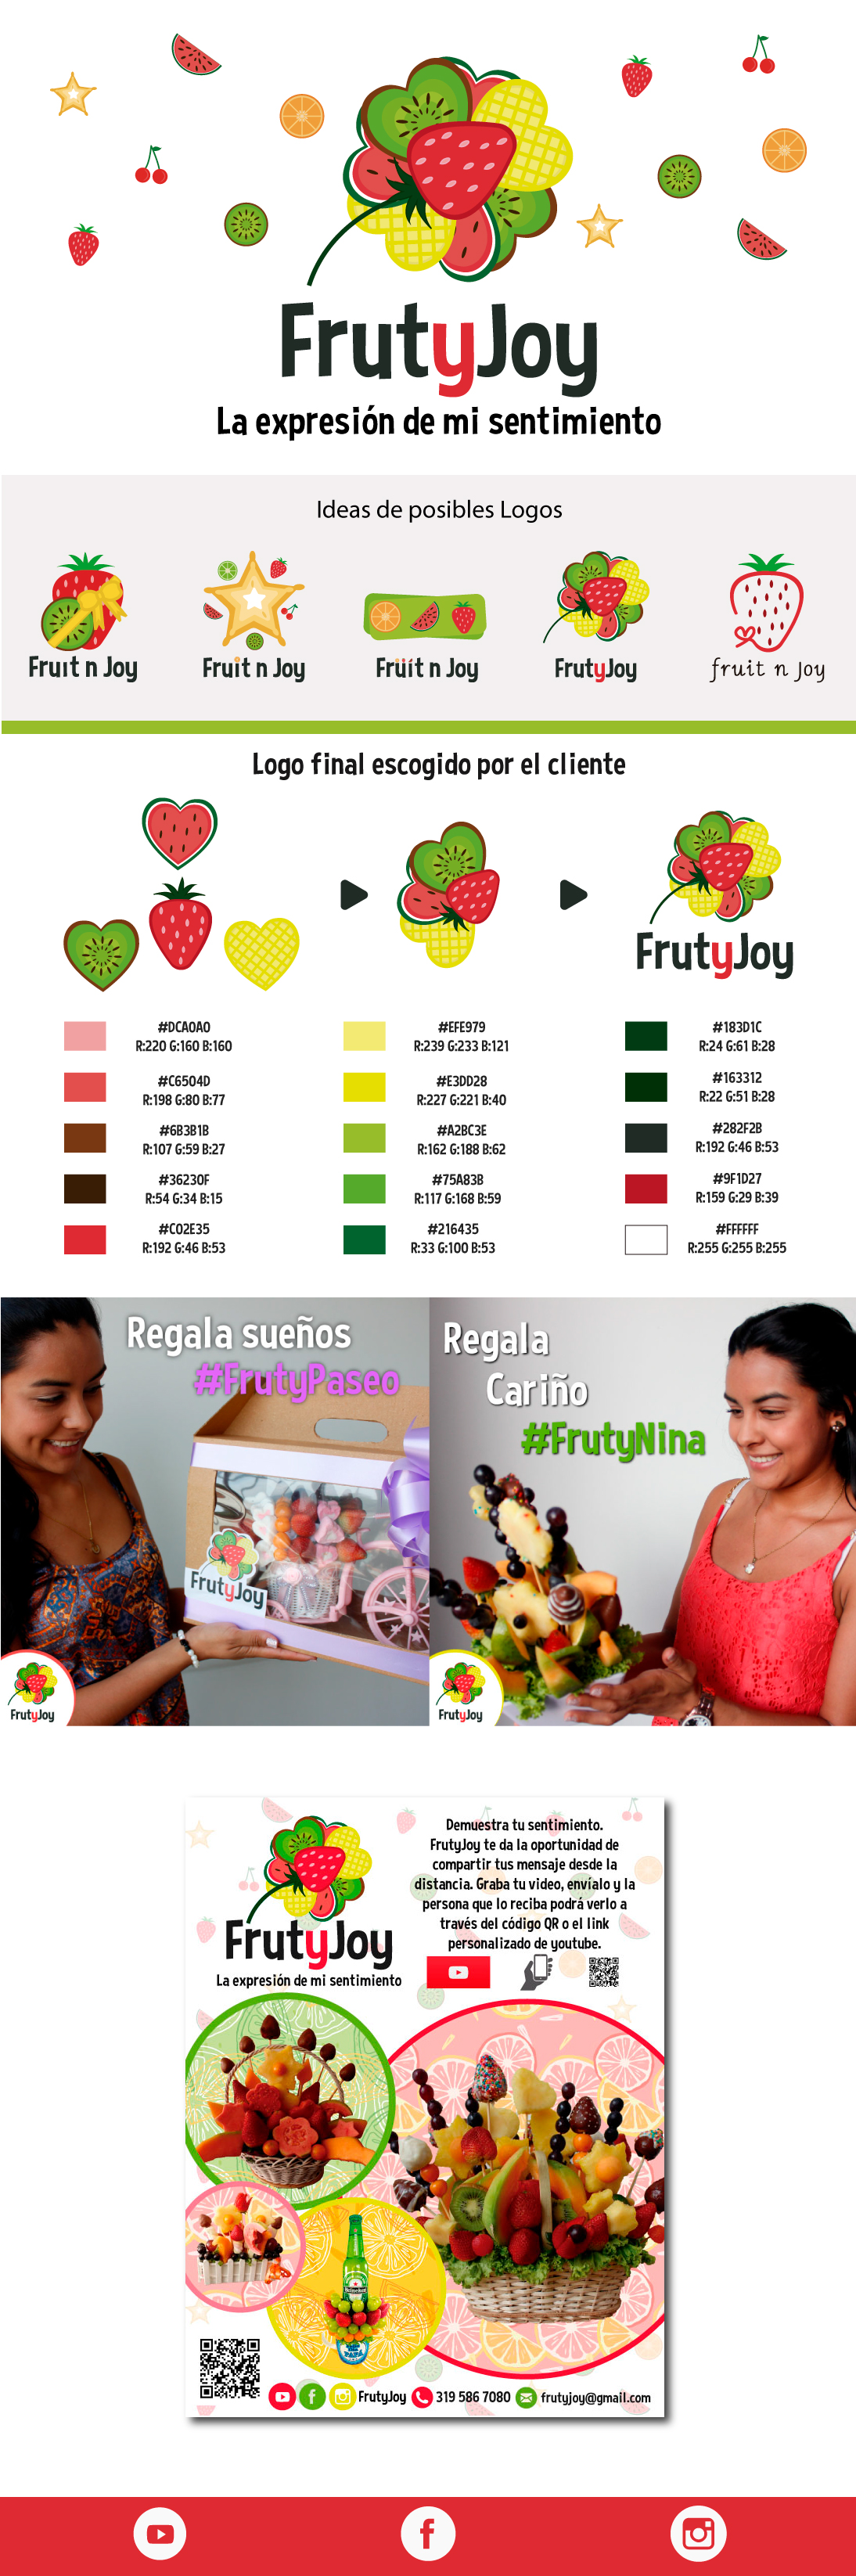 FrutyJoy
La expresión de mi sentimiento
Ideas de posibles Logos
Fruit n Joy
Fruit n Joy
Fruit n Joy
FrutyJoy
fruit n Joy
Logo final escogido por el cliente
FrutyJoy
#DCA0A0
R:220 G:160 B:160
#C6504D
R:198 G:80 B:77
#6B3B1B
R:107 G:59 B:27
#36230F
R:54 G:34 B:15
#C02E35
R:192 G:46 B:53
#EFE979
R:239 G:233 B:121
#E3DD28
R:227 G:221 B:40
#A2BC3E
R:162 G:188 B:62
#75A83B
R:117 G:168 B:59
#216435
R:33 G:100 B:53
#183D1C
R:24 G:61 B:28
#163312
R:22 G:51 B:28
#282F2B
R:192 G:46 B:53
#9F1D27
R:159 G:29 B:39
#FFFFFF
R:255 G:255 B:255
Regala sueños
#FrutyPaseo
FrutyJoy
FrutyJoy
Regala
Cariño
#FrutyNina
FrutyJoy
FrutyJoy
La expresión de mi sentimiento
Demuestra tu sentimiento.
FrutyJoy te da la oportunidad de
compartir tus mensaje desde la
distancia. Graba tu video, envíalo y la
persona que lo reciba podrá verlo a
través del código QR o el link
personalizado de youtube.
Heineken
FrutyJoy 319 586 7080 frutyjoy@gmail.com